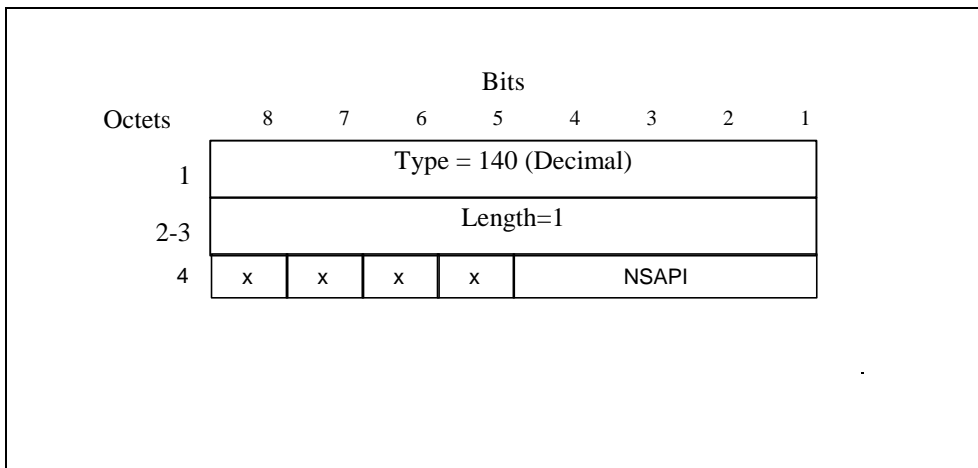 Bits
Octets 8 7 6 5 4 3 2 1
1 Type = 140 (Decimal)
2-3 Length=1
4 x x x x NSAPI